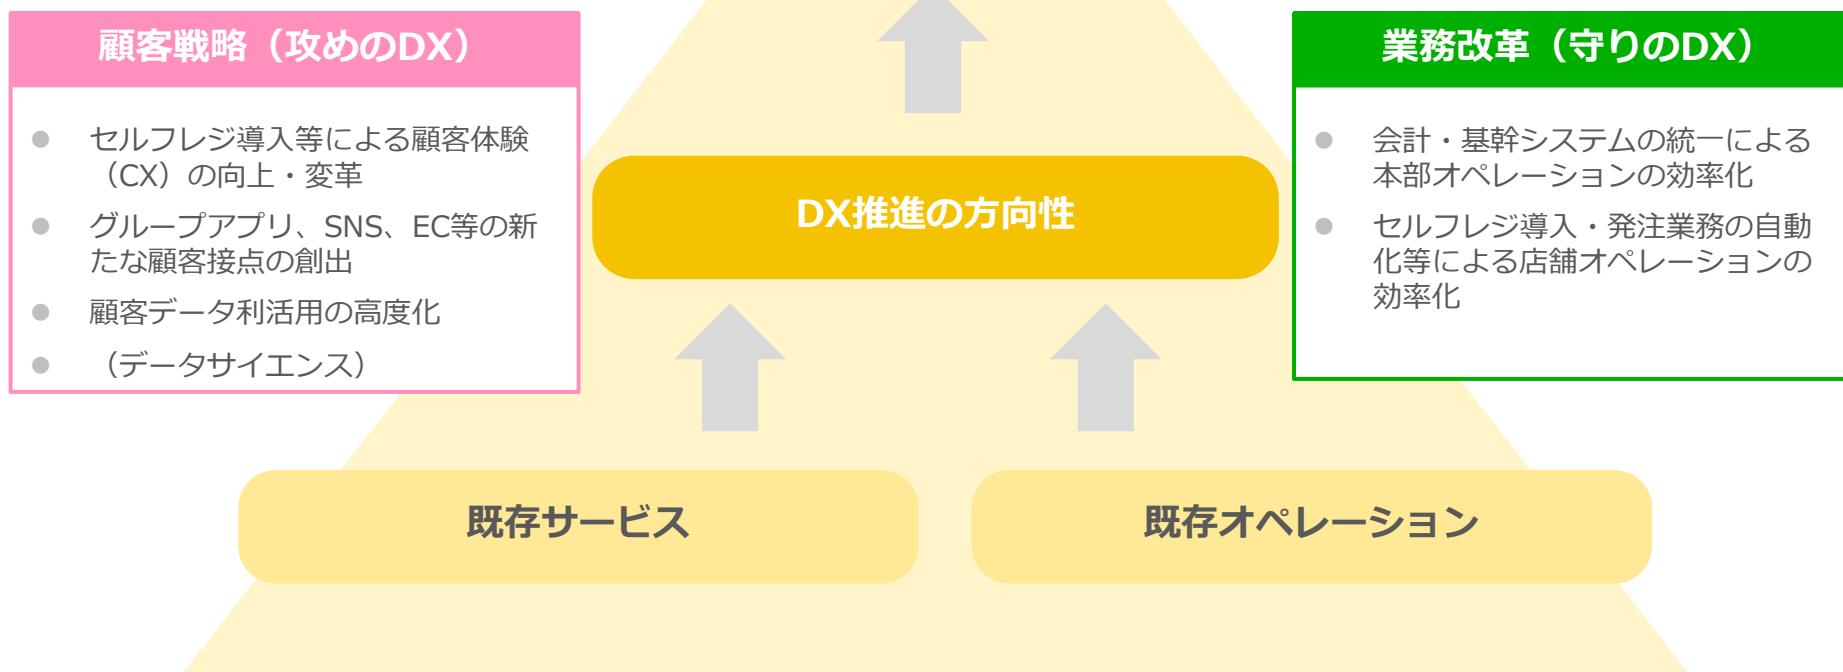 顧客戦略（攻めのDX）
セルフレジ導入等による顧客体験
（CX）の向上・変革
グループアプリ、SNS、EC等の新
たな顧客接点の創出
顧客データ利活用の高度化
（データサイエンス）
DX推進の方向性
業務改革（守りのDX）
会計・基幹システムの統一による
本部オペレーションの効率化
セルフレジ導入・発注業務の自動
化等による店舗オペレーションの
効率化
既存サービス
既存オペレーション